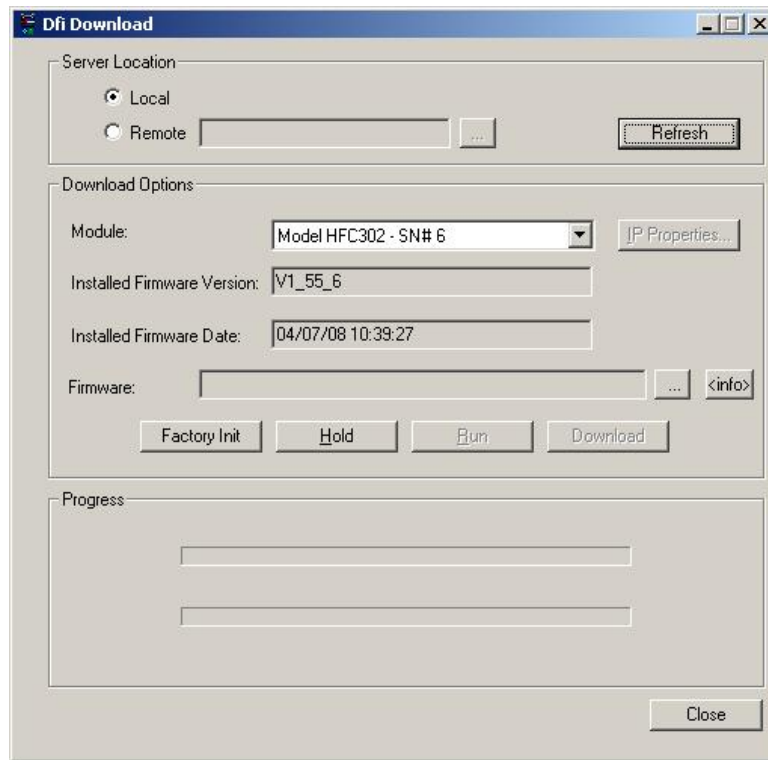 Dfi Download
Server Location
Local
Remote ... Refresh
Download Options
Module: Model HFC302 - SN# 6 IP Properties...
Installed Firmware Version: V1_55_6
Installed Firmware Date: 04/07/08 10:39:27
Firmware: ... <info>
Factory Init Hold Run Download
Progress
Close